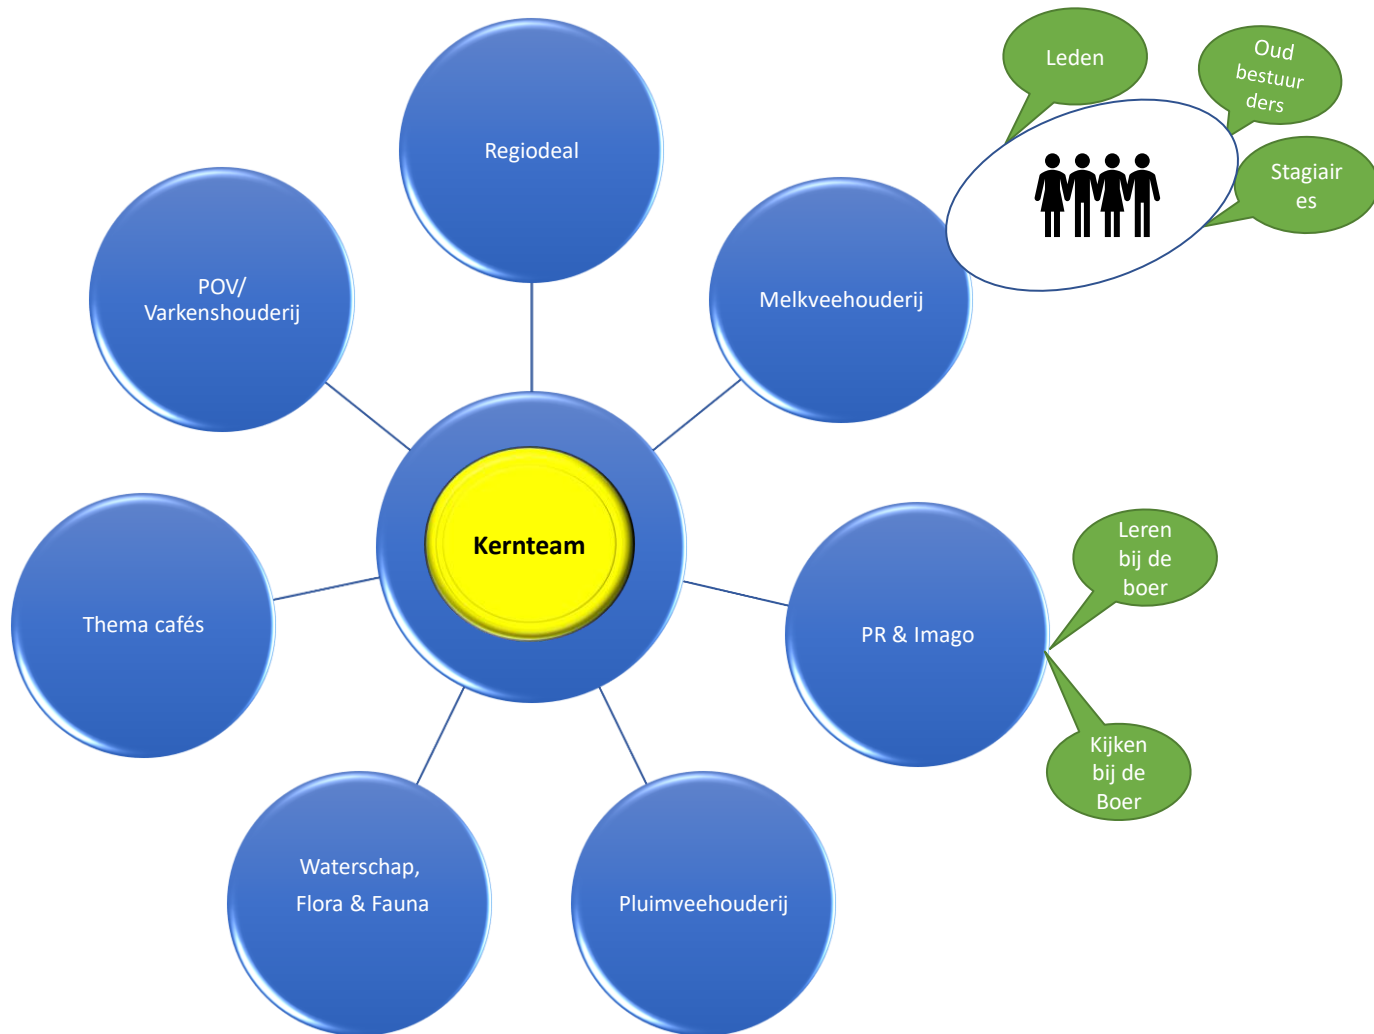 Leden
Oud
bestuur
ders
Stagiair
es
Regiodeal
POV/
Varkenshouderij
Melkveehouderij
Kernteam
Leren
bij de
boer
Thema cafés
PR & Imago
Kijken
bij de
Boer
Waterschap,
Flora & Fauna
Pluimveehouderij